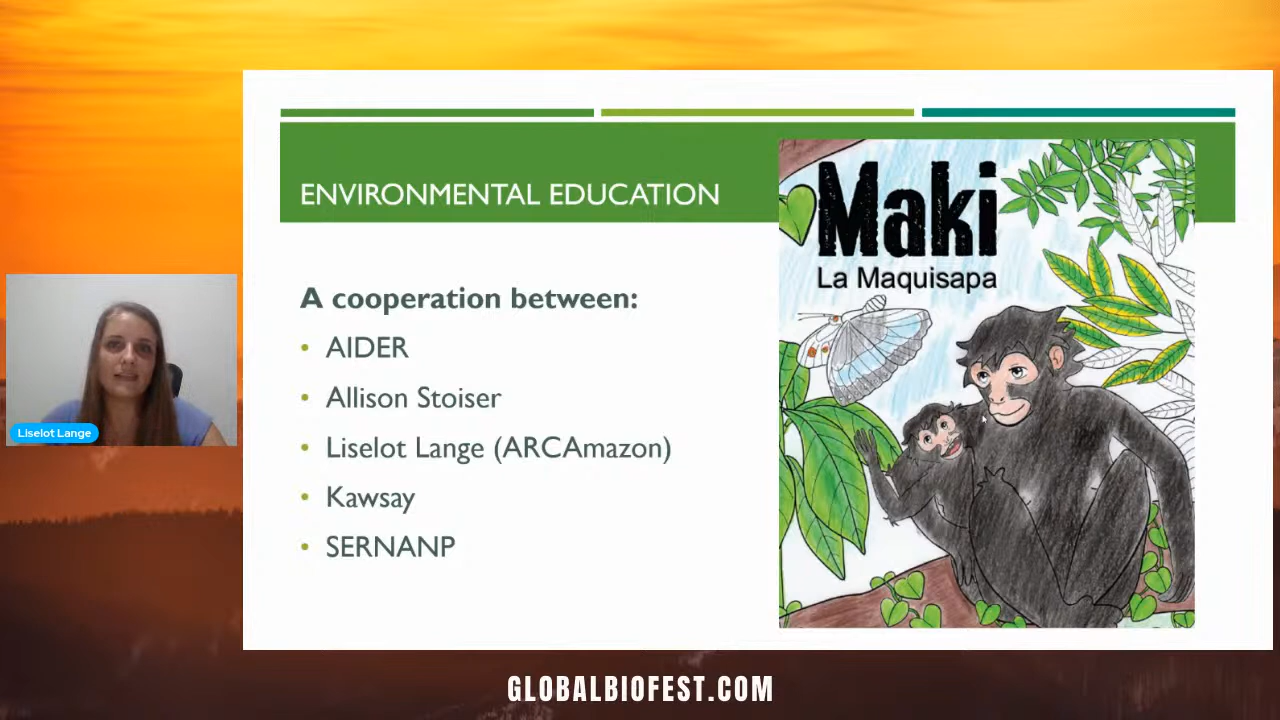 ENVIRONMENTAL EDUCATION
A cooperation between:
• AIDER
• Allison Stoiser
• Liselot Lange (ARCAmazon)
• Kawsay
• SERNANP
Maki
La Maquisapa
Liselot Lange
GLOBALBIOFEST.COM